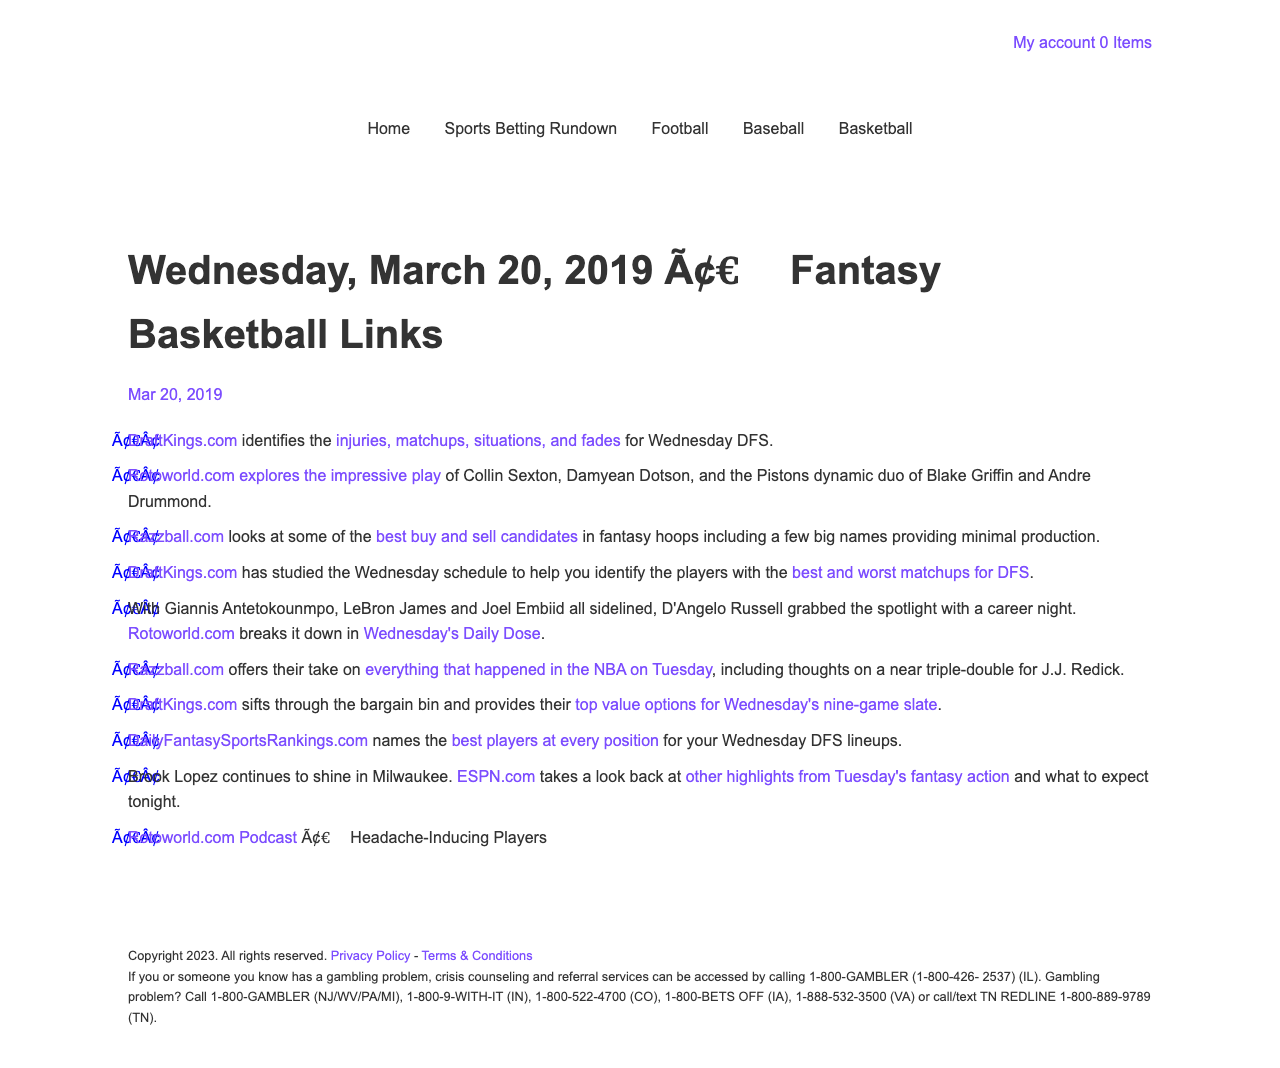 My account 0 Items
Home Sports Betting Rundown Football Baseball Basketball
Wednesday, March 20, 2019 Ã¢€ Fantasy
Basketball Links
Mar 20, 2019
DraftKings.com identifies the injuries, matchups, situations, and fades for Wednesday DFS.
Rotoworld.com explores the impressive play of Collin Sexton, Damyean Dotson, and the Pistons dynamic duo of Blake Griffin and Andre
Drummond.
Razzball.com looks at some of the best buy and sell candidates in fantasy hoops including a few big names providing minimal production.
DraftKings.com has studied the Wednesday schedule to help you identify the players with the best and worst matchups for DFS.
With Giannis Antetokounmpo, LeBron James and Joel Embiid all sidelined, D'Angelo Russell grabbed the spotlight with a career night.
Rotoworld.com breaks it down in Wednesday's Daily Dose.
Razzball.com offers their take on everything that happened in the NBA on Tuesday, including thoughts on a near triple-double for J.J. Redick.
DraftKings.com sifts through the bargain bin and provides their top value options for Wednesday's nine-game slate.
DailyFantasySportsRankings.com names the best players at every position for your Wednesday DFS lineups.
Brook Lopez continues to shine in Milwaukee. ESPN.com takes a look back at other highlights from Tuesday's fantasy action and what to expect
tonight.
Rotoworld.com Podcast Ã¢€ Headache-Inducing Players
Copyright 2023. All rights reserved. Privacy Policy - Terms & Conditions
If you or someone you know has a gambling problem, crisis counseling and referral services can be accessed by calling 1-800-GAMBLER (1-800-426- 2537) (IL). Gambling
problem? Call 1-800-GAMBLER (NJ/WV/PA/MI), 1-800-9-WITH-IT (IN), 1-800-522-4700 (CO), 1-800-BETS OFF (IA), 1-888-532-3500 (VA) or call/text TN REDLINE 1-800-889-9789
(TN).